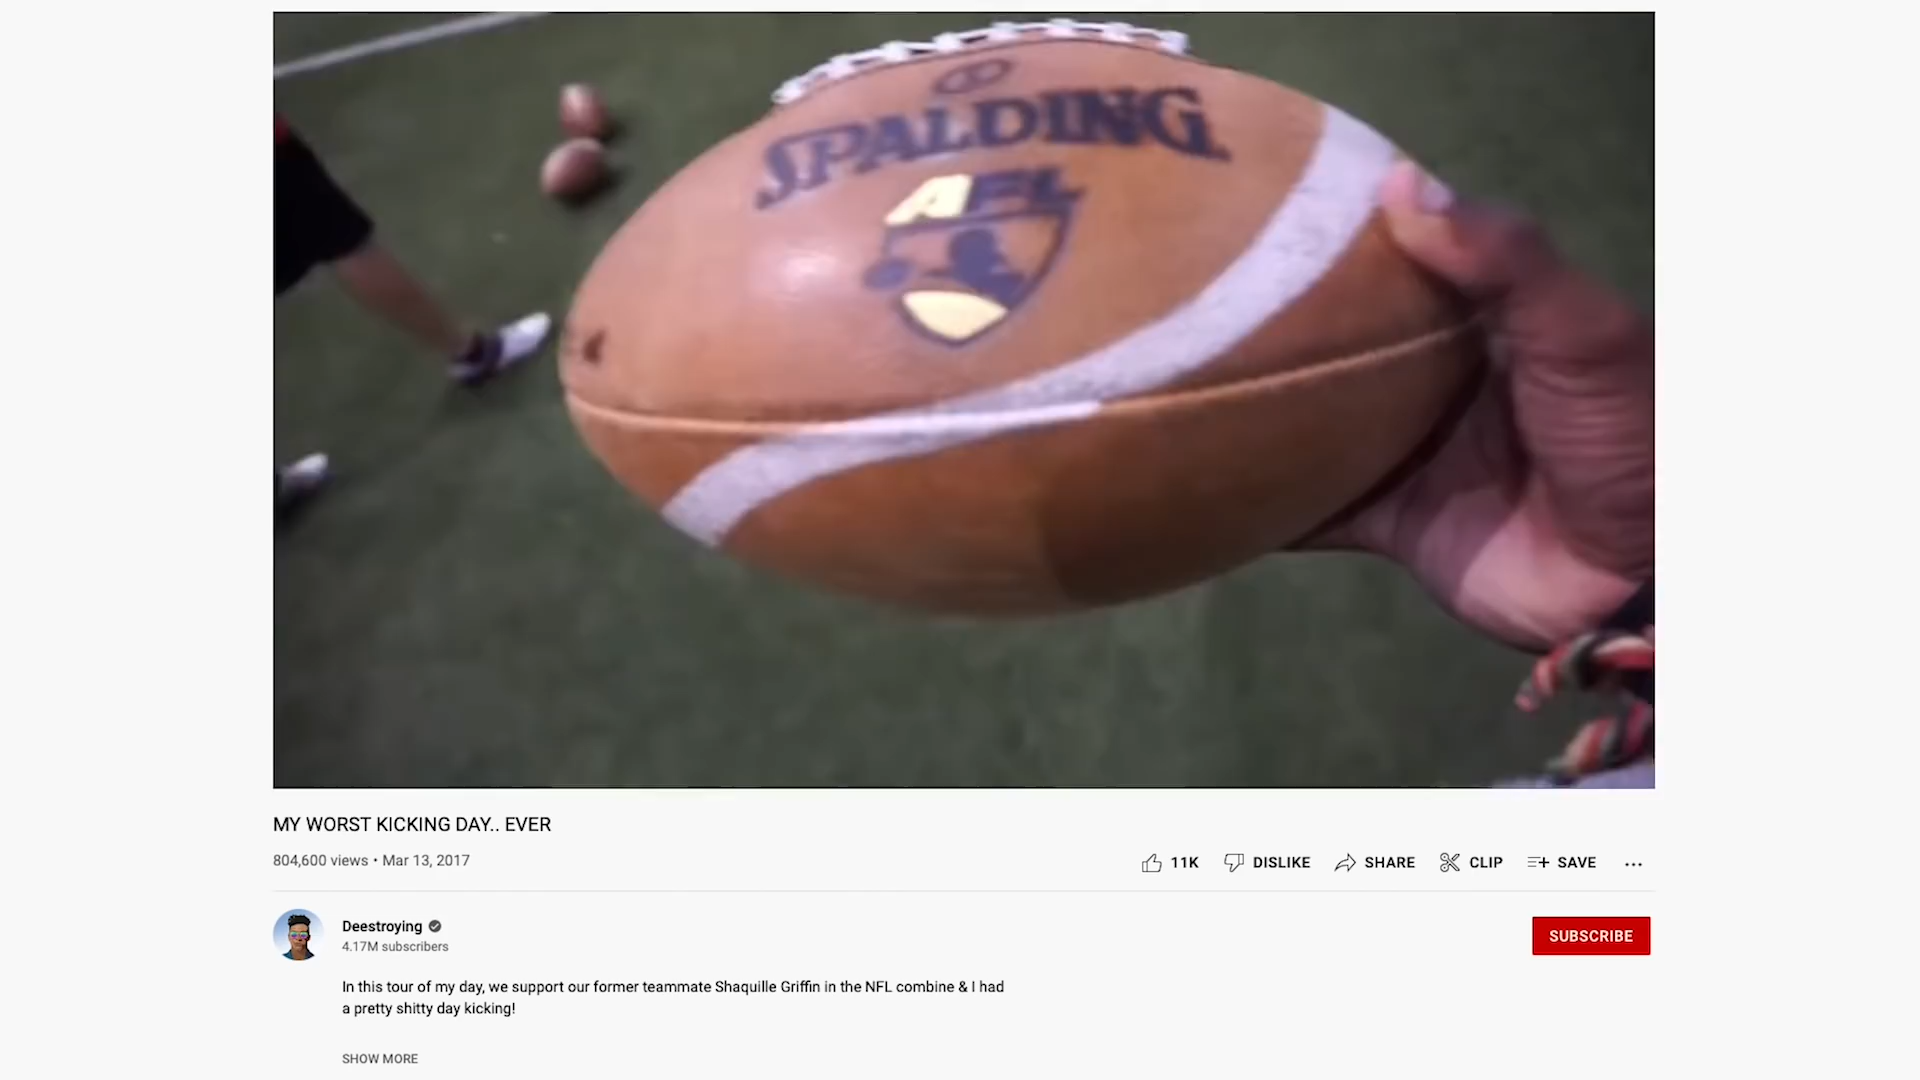 SPALDING
AFL
MY WORST KICKING DAY.. EVER
804,600 views • Mar 13, 2017
11K
DISLIKE
SHARE
CLIP
SAVE
...
Deestroying
4.17M subscribers
SUBSCRIBE
In this tour of my day, we support our former teammate Shaquille Griffin in the NFL combine & I had
a pretty shitty day kicking!
SHOW MORE